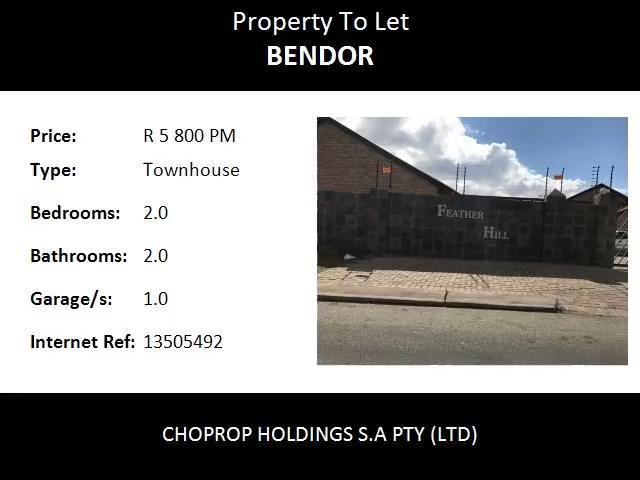 Property To Let
BENDOR
Price: R 5 800 PM
Type: Townhouse
Bedrooms: 2.0
Bathrooms: 2.0
Garage/s: 1.0
Internet Ref: 13505492
FEATHER
HILL
CHOPROP HOLDINGS S.A PTY (LTD)